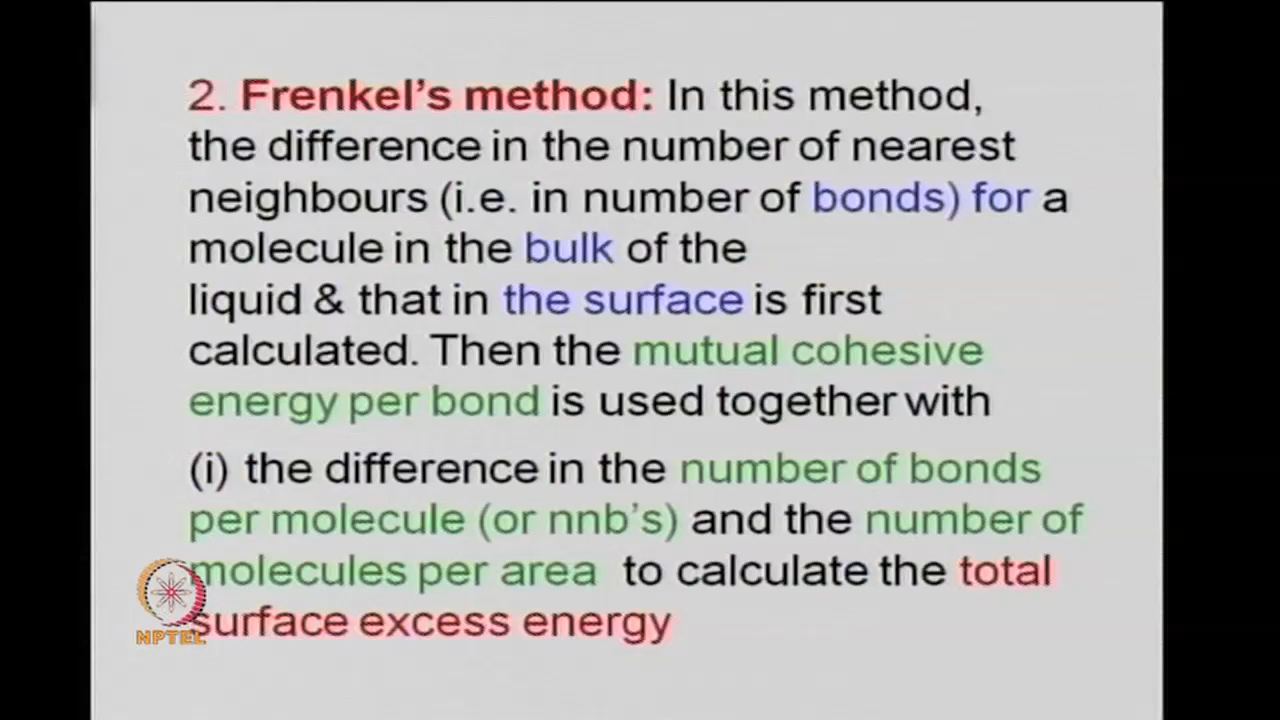 2. Frenkel's method: In this method,
the difference in the number of nearest
neighbours (i.e. in number of bonds) for a
molecule in the bulk of the
liquid & that in the surface is first
calculated. Then the mutual cohesive
energy per bond is used together with
(i) the difference in the number of bonds
per molecule (or nnb's) and the number of
molecules per area to calculate the total
surface excess energy
NPTEL